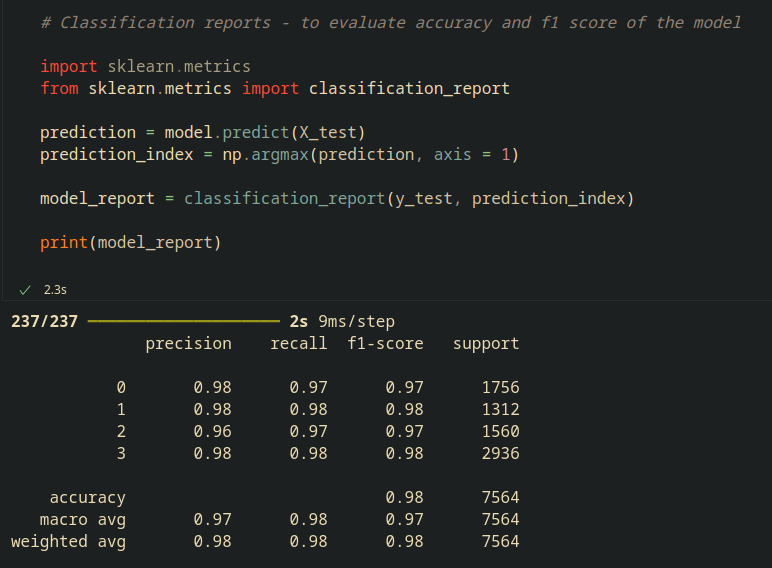 # Classification reports - to evaluate accuracy and f1 score of the model
import sklearn.metrics
from sklearn.metrics import classification_report
prediction = model.predict(X_test)
prediction_index = np.argmax(prediction, axis = 1)
model_report = classification_report(y_test, prediction_index)
print(model_report)
✓ 2.3s
237/237 ━━━━━━━━━━━━━━━━━━━━ 2s 9ms/step
precision recall f1-score support
0 0.98 0.97 0.97 1756
1 0.98 0.98 0.98 1312
2 0.96 0.97 0.97 1560
3 0.98 0.98 0.98 2936
accuracy 0.98 7564
macro avg 0.97 0.98 0.97 7564
weighted avg 0.98 0.98 0.98 7564